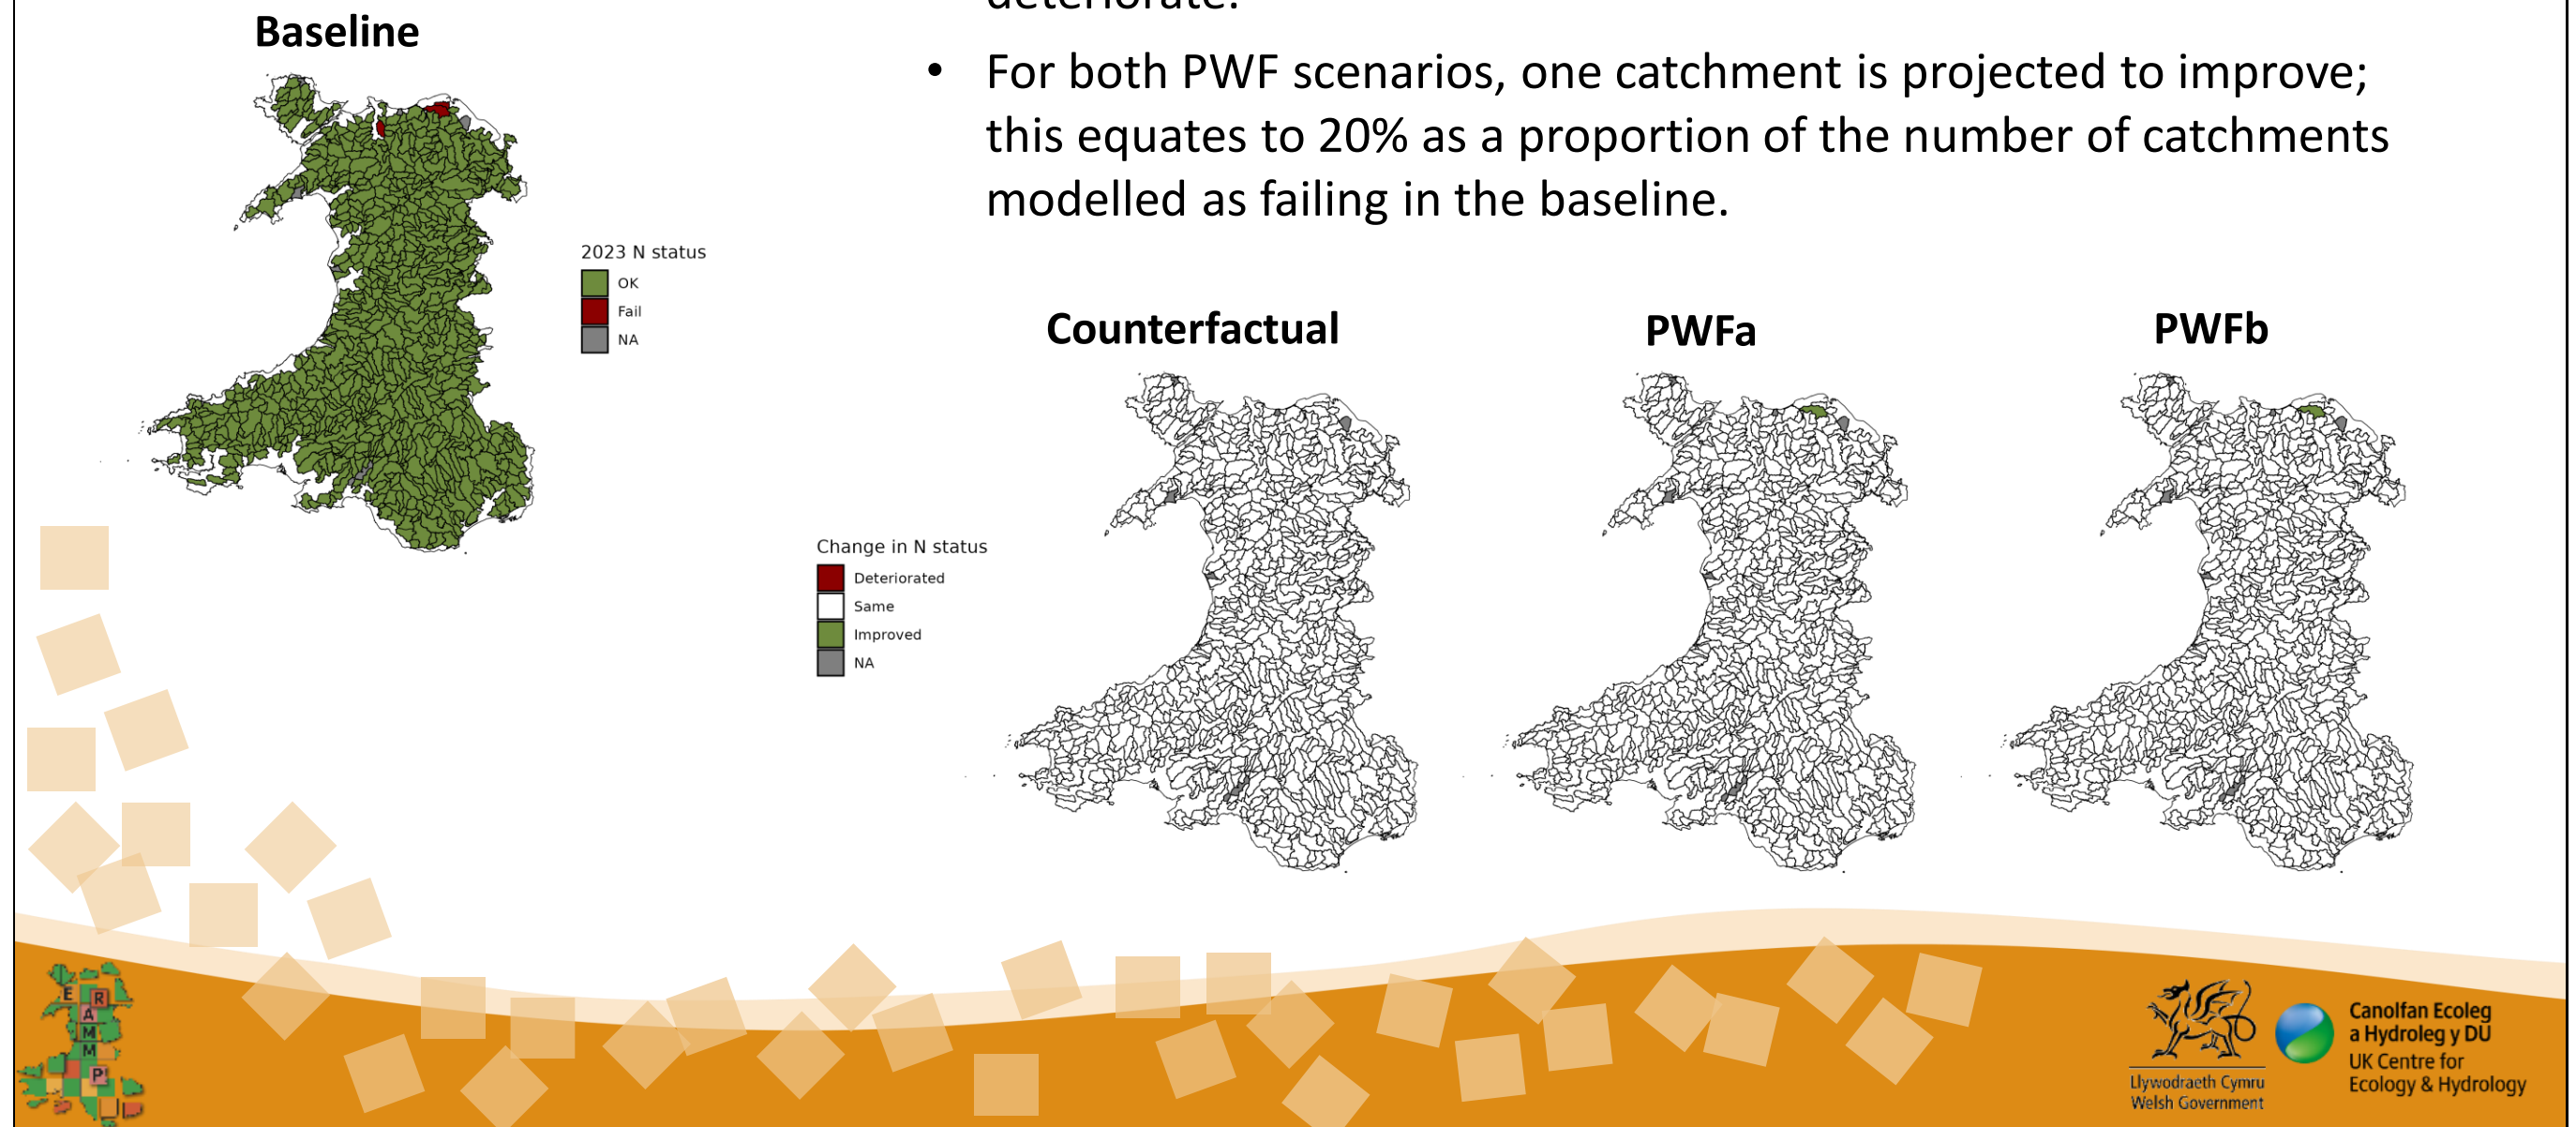 deteriorate.
• For both PWF scenarios, one catchment is projected to improve;
this equates to 20% as a proportion of the number of catchments
modelled as failing in the baseline.
Baseline
2023 N status
OK
Fail
NA
Counterfactual
PWFa
PWFb
Change in N status
Deteriorated
Same
Improved
NA
E R
A
M
M
P
Llywodraeth Cymru
Welsh Government
Canolfan Ecoleg
a Hydroleg y DU
UK Centre for
Ecology & Hydrology